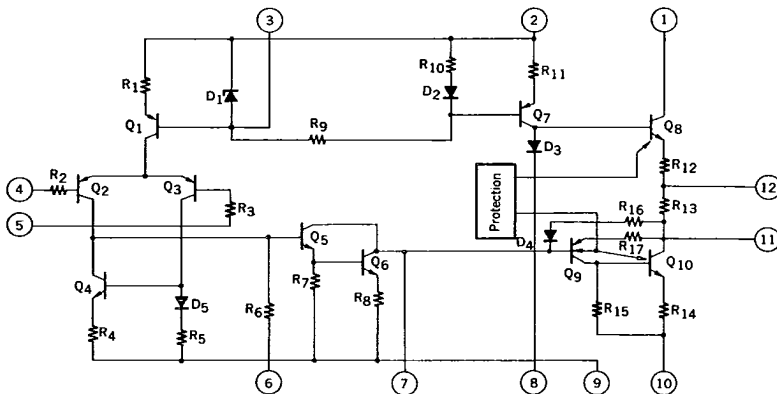 3
2
1
R10
R11
R1
D1
D2
Q7
Q8
Q1
R9
D3
R12
R2
Q2
Q3
4
12
5
R3
Protection
R16
R13
Q5
D4
R17
11
Q6
Q9
Q10
Q4
D5
R7
R8
R6
R15
R14
R4
R5
6
7
8
9
10